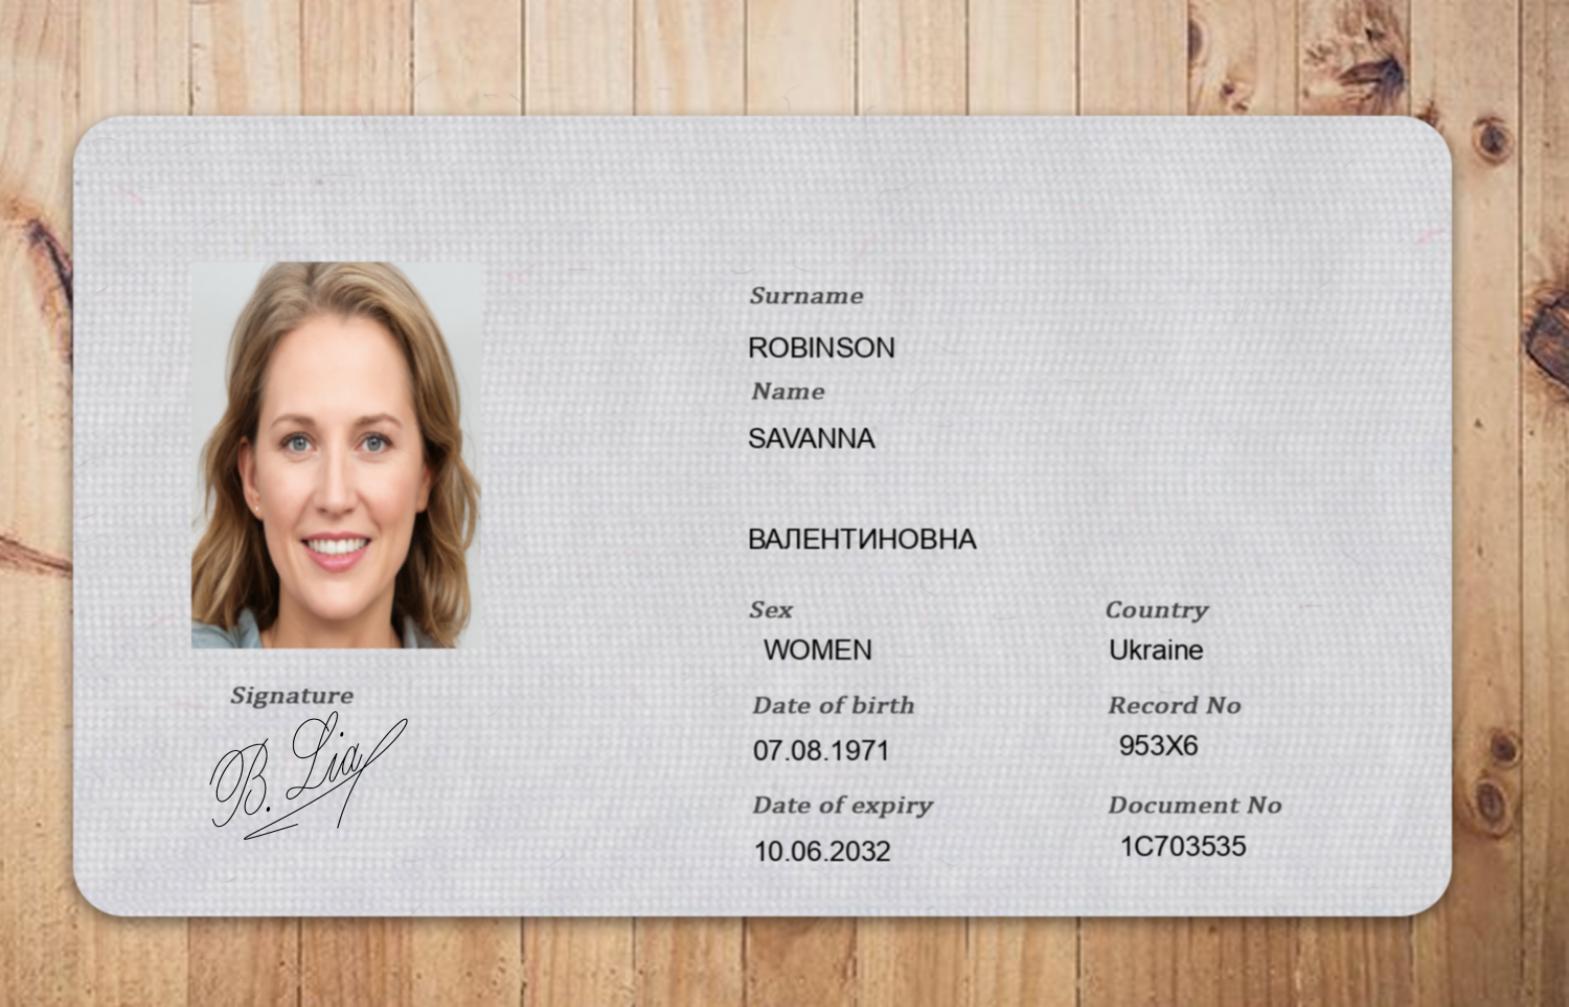 Surname
ROBINSON
Name
SAVANNA
ВАЛЕНТИНОВНА
Sex
Country
WOMEN
Ukraine
Signature
Date of birth
Record No
B. Lia
07.08.1971
953X6
Date of expiry
Document No
10.06.2032
1C703535